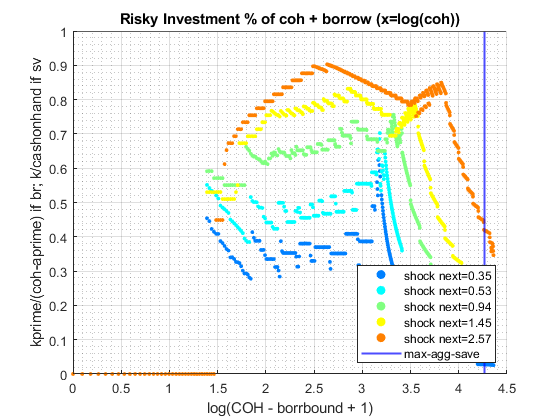 Risky Investment % of coh + borrow (x=log(coh))
kprime/(coh-aprime) if br; k/cashonhand if sv
1
0.9
0.8
0.7
0.6
0.5
0.4
0.3
0.2
0.1
0
shock next=0.35
shock next=0.53
shock next=0.94
shock next=1.45
shock next=2.57
max-agg-save
0 0.5 1 1.5 2 2.5 3 3.5 4 4.5
log(COH - borrbound + 1)